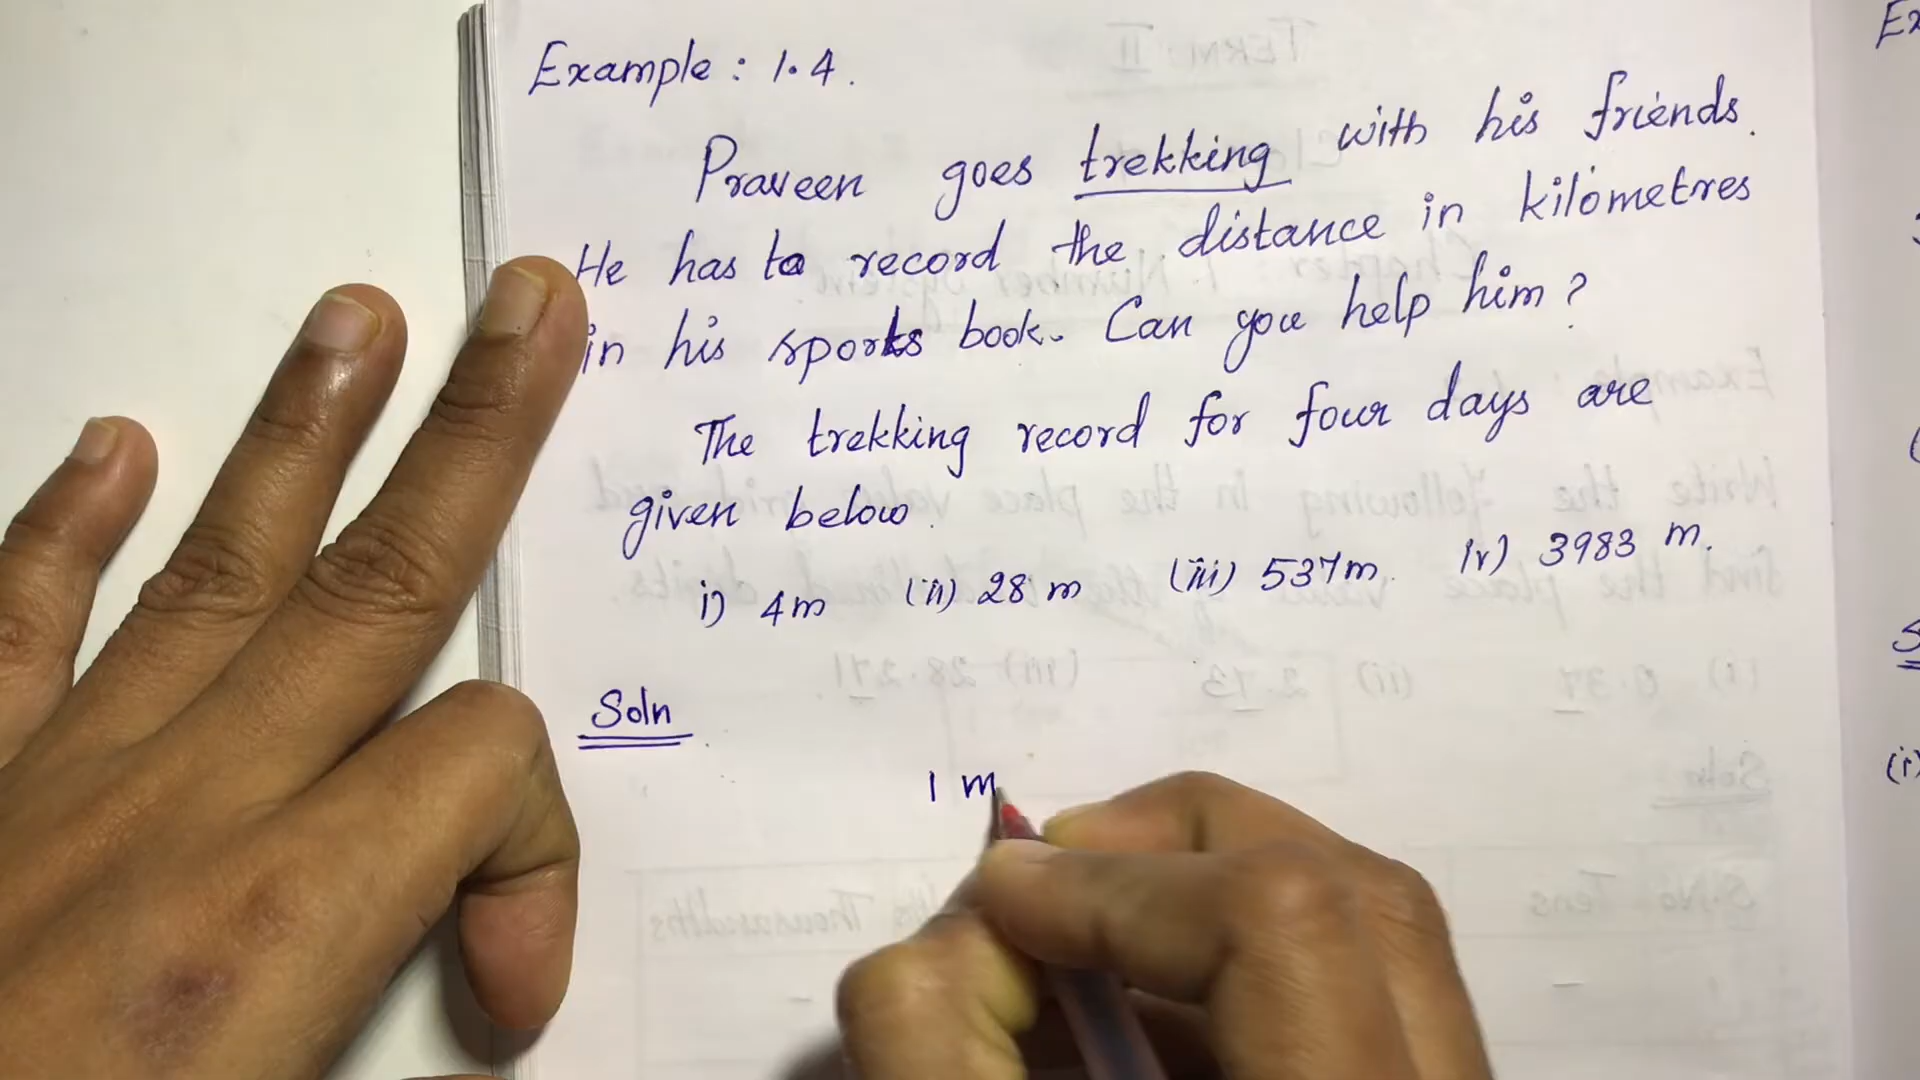 Example : 1.4.
Praveen goes trekking with his friends.
He has to record the distance in kilometres
in his sports book. Can you help him?
The trekking record for four days are
given below.
i) 4m (ii) 28 m (iii) 537m. iv) 3983 m.
Soln
1 m
Ex
(i)